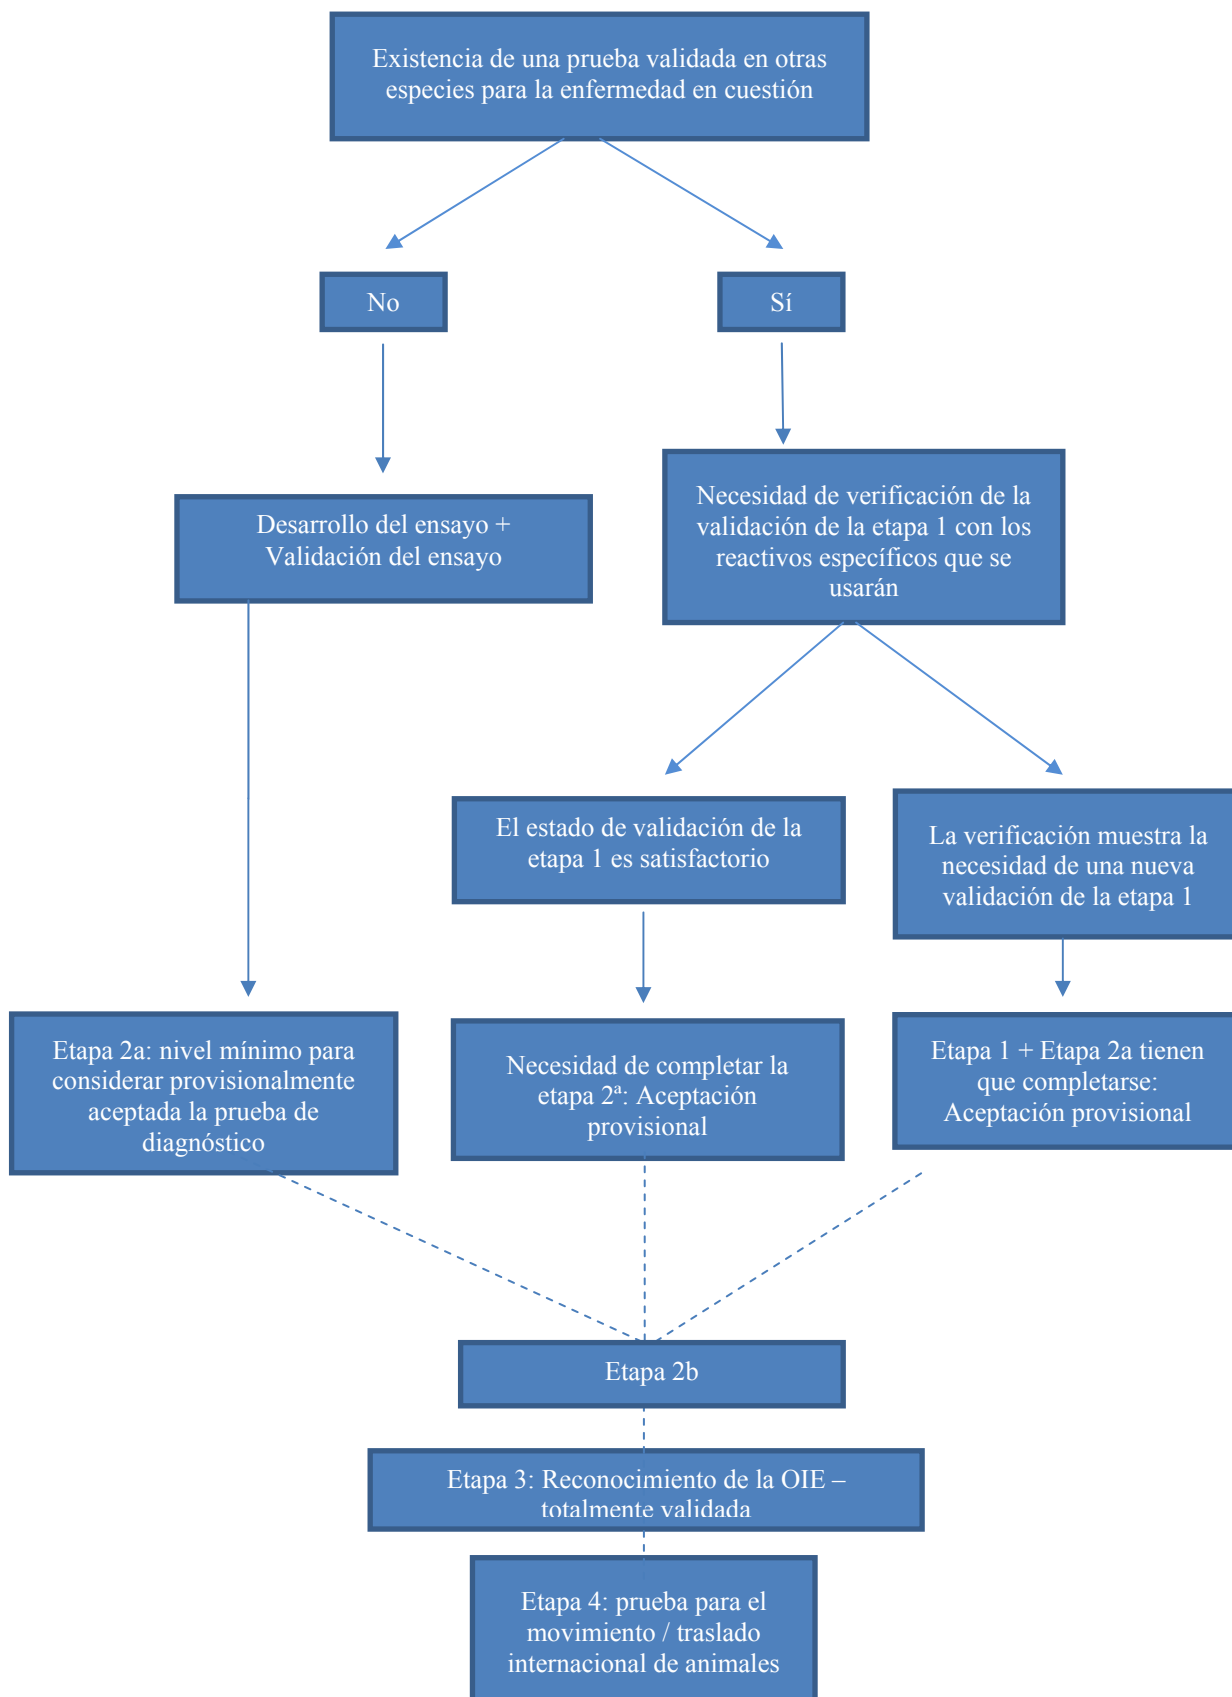 Existencia de una prueba validada en otras
especies para la enfermedad en cuestión
No
Sí
Desarrollo del ensayo +
Validación del ensayo
Necesidad de verificación de la
validación de la etapa 1 con los
reactivos específicos que se
usarán
El estado de validación de la
etapa 1 es satisfactorio
La verificación muestra la
necesidad de una nueva
validación de la etapa 1
Etapa 2a: nivel mínimo para
considerar provisionalmente
aceptada la prueba de
diagnóstico
Necesidad de completar la
etapa 2ª: Aceptación
provisional
Etapa 1 + Etapa 2a tienen
que completarse:
Aceptación provisional
Etapa 2b
Etapa 3: Reconocimiento de la OIE –
totalmente validada
Etapa 4: prueba para el
movimiento / traslado
internacional de animales